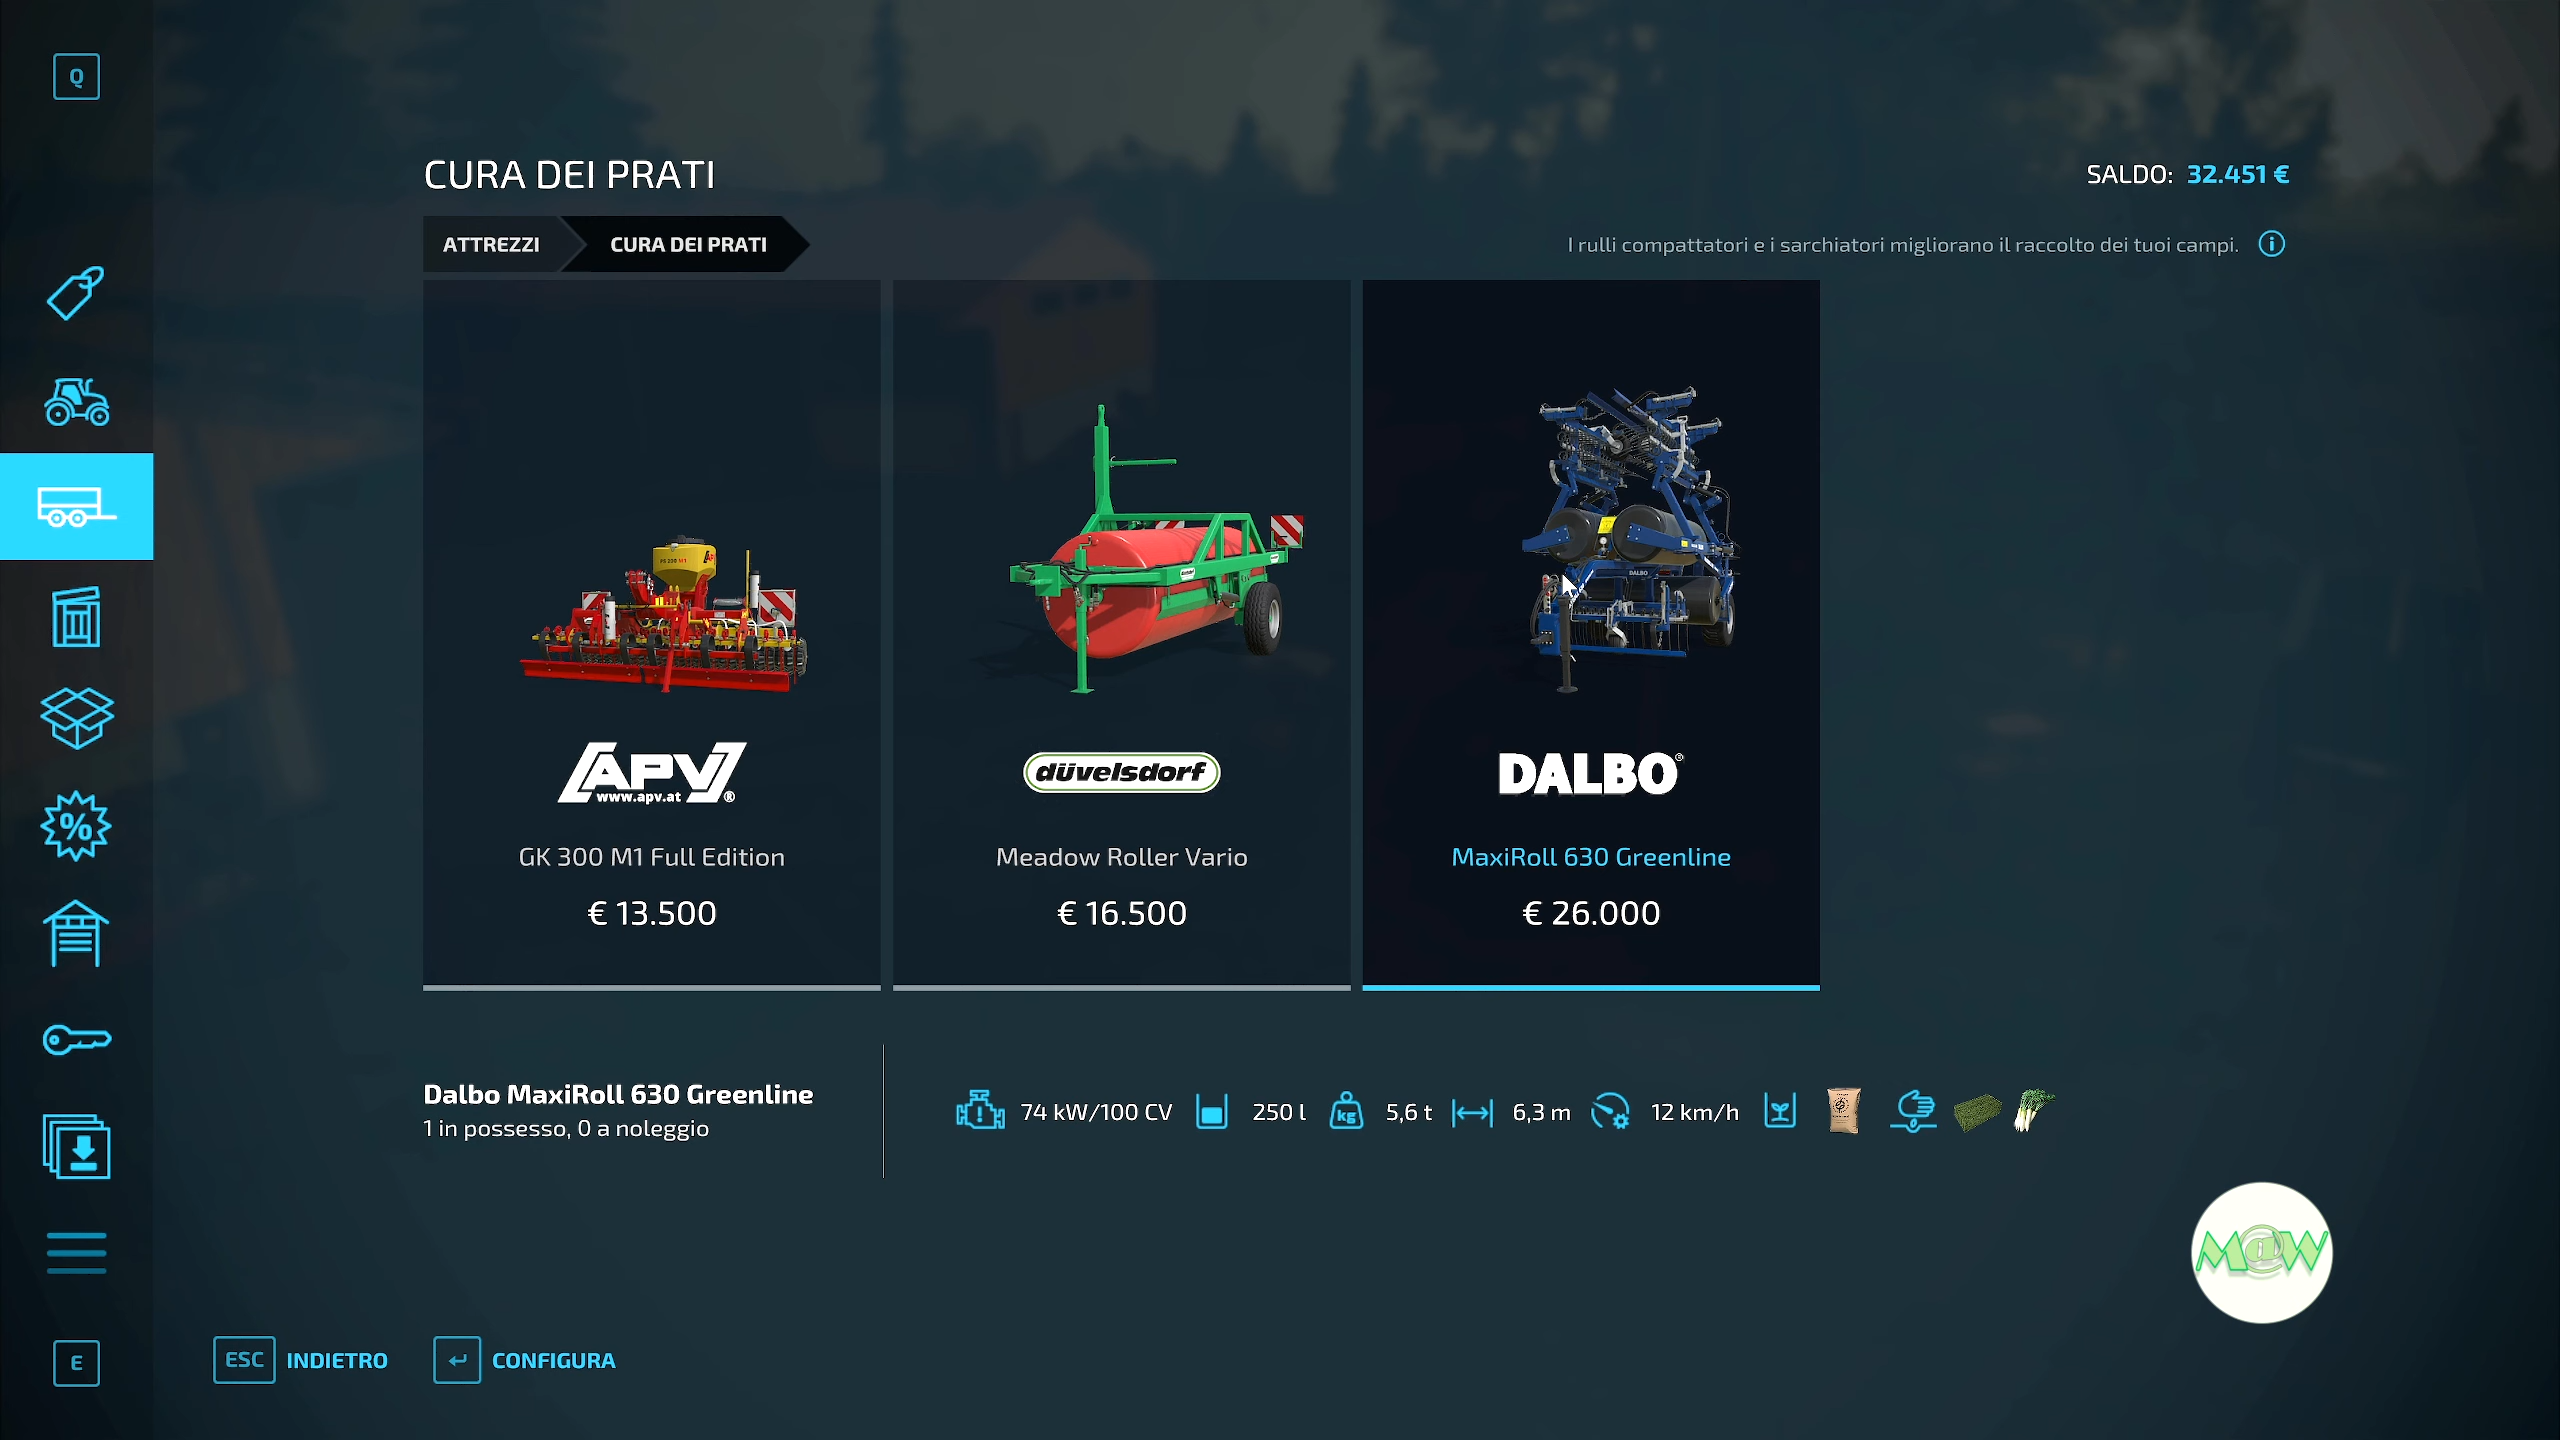 Q
CURA DEI PRATI
SALDO: 32.451 €
ATTREZZI
CURA DEI PRATI
I rulli compattatori e i sarchiatori migliorano il raccolto dei tuoi campi.
APV
www.apv.at
GK 300 M1 Full Edition
€ 13.500
düvelsdorf
Meadow Roller Vario
€ 16.500
DALBO
DALBO®
MaxiRoll 630 Greenline
€ 26.000
Dalbo MaxiRoll 630 Greenline
1 in possesso, 0 a noleggio
74 kW/100 CV
250 l
kg
5,6 t
6,3 m
12 km/h
M@W
E
ESC INDIETRO
CONFIGURA